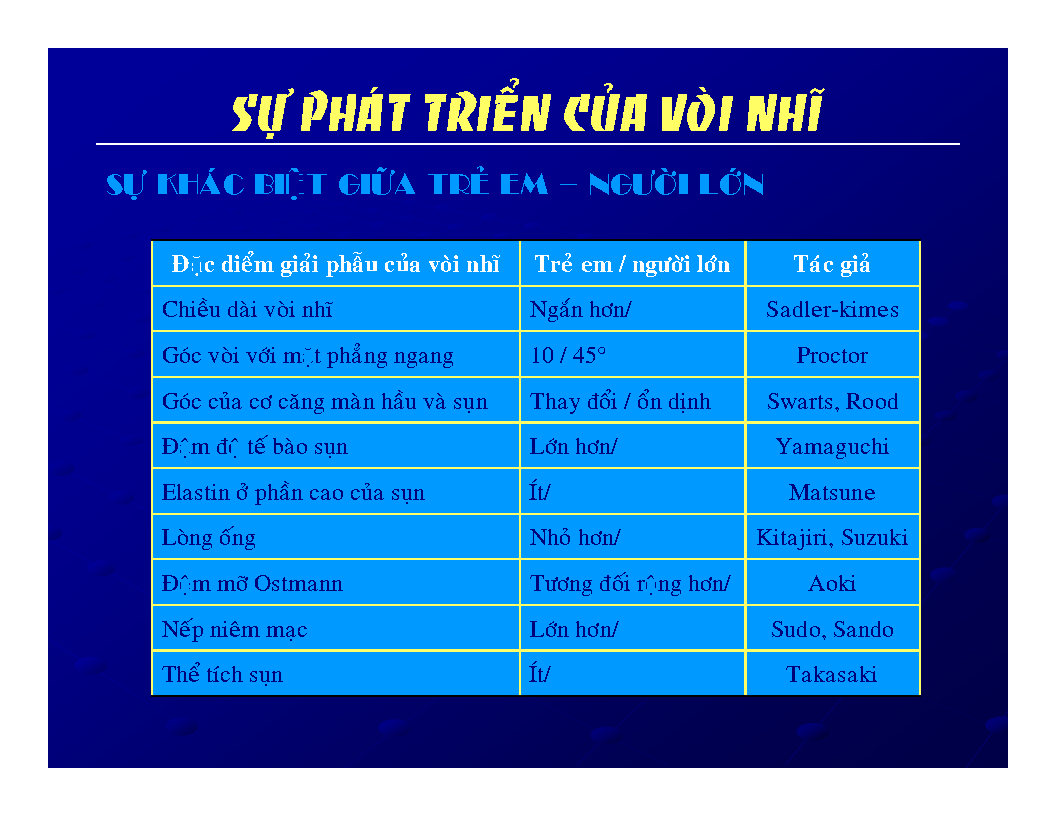 SỰ PHÁT TRIỂN CỦA VÒI NHĨ
SỰ KHÁC BIỆT GIỮA TRẺ EM – NGƯỜI LỚN
Đặc diểm giải phẫu của vòi nhĩ Trẻ em / người lớn Tác giả
Chiều dài vòi nhĩ Ngắn hơn/ Sadler-kimes
Góc vòi với mặt phẳng ngang 10 / 45° Proctor
Góc của cơ căng màn hầu và sụn Thay đổi / ổn dịnh Swarts, Rood
Đậm độ tế bào sụn Lớn hơn/ Yamaguchi
Elastin ở phần cao của sụn Ít/ Matsune
Lòng ống Nhỏ hơn/ Kitajiri, Suzuki
Đệm mỡ Ostmann Tương đối rộng hơn/ Aoki
Nếp niêm mạc Lớn hơn/ Sudo, Sando
Thể tích sụn Ít/ Takasaki